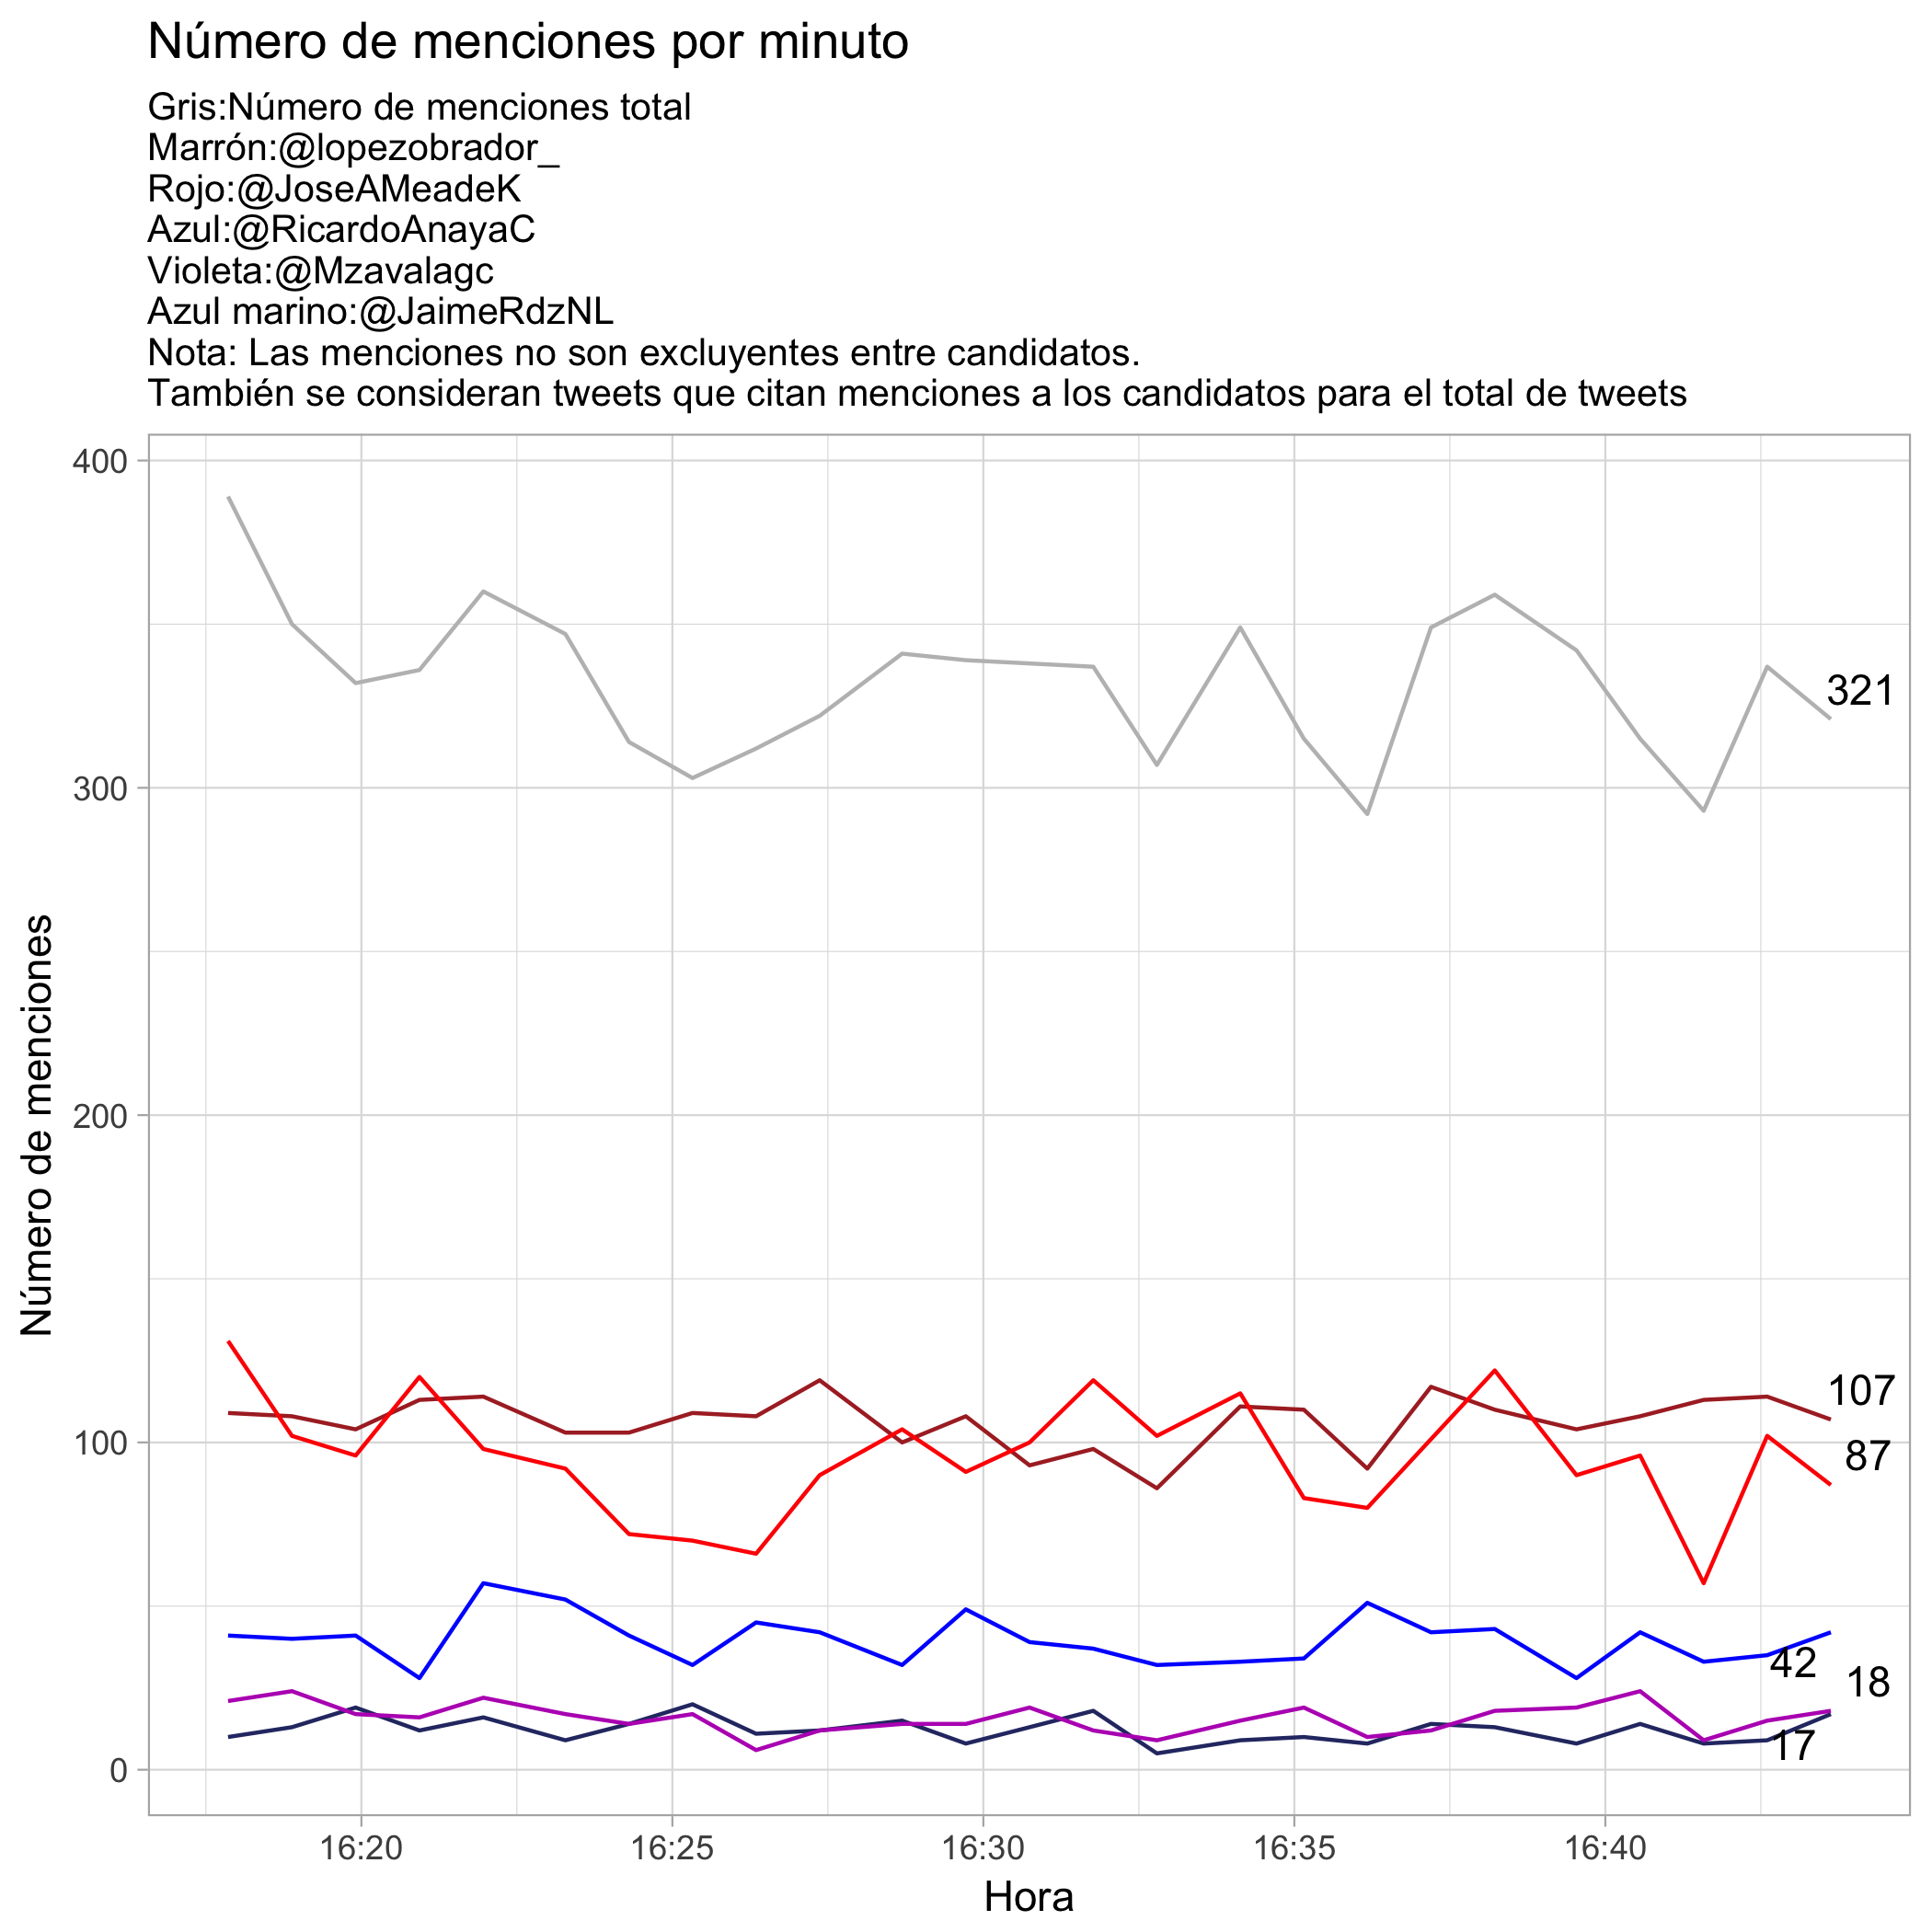 Número de menciones por minuto
Gris:Número de menciones total
Marrón:@lopezobrador_
Rojo:@JoseAMeadeK
Azul:@RicardoAnayaC
Violeta:@Mzavalagc
Azul marino:@JaimeRdzNL
Nota: Las menciones no son excluyentes entre candidatos.
También se consideran tweets que citan menciones a los candidatos para el total de tweets
Número de menciones
400
300
200
100
0
321
107
87
42
18
17
16:20
16:25
16:30
16:35
16:40
Hora